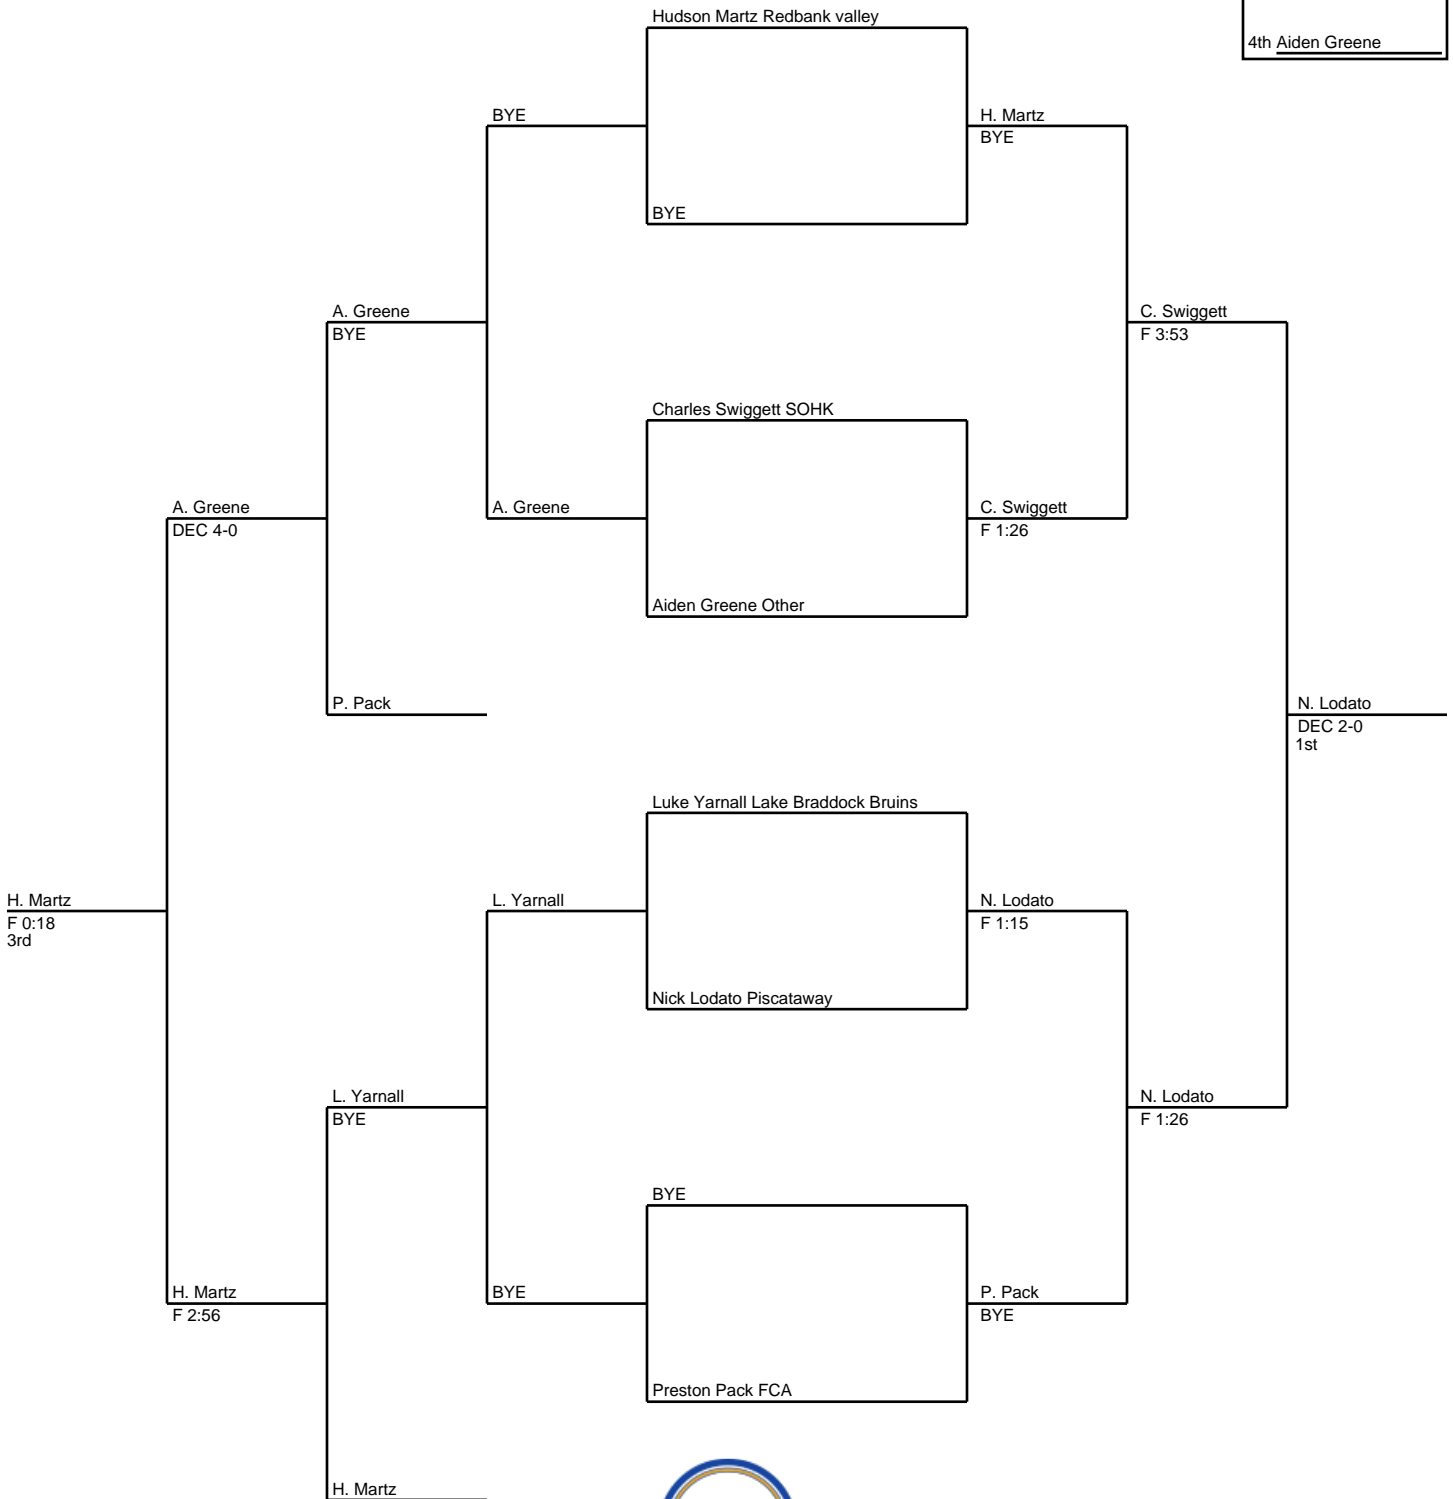 Hudson Martz Redbank valley
4th Aiden Greene
BYE
H. Martz
BYE
BYE
A. Greene
BYE
C. Swiggett
F 3:53
Charles Swiggett SOHK
A. Greene
DEC 4-0
A. Greene
C. Swiggett
F 1:26
Aiden Greene Other
P. Pack
N. Lodato
DEC 2-0
1st
Luke Yarnall Lake Braddock Bruins
H. Martz
F 0:18
3rd
L. Yarnall
N. Lodato
F 1:15
Nick Lodato Piscataway
L. Yarnall
BYE
N. Lodato
F 1:26
BYE
H. Martz
F 2:56
BYE
P. Pack
BYE
Preston Pack FCA
H. Martz